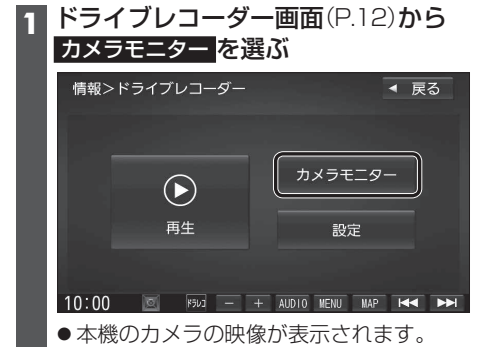 1 ドライブレコーダー画面(P.12)から
カメラモニター を選ぶ
情報>ドライブレコーダー
◄ 戻る
再生
カメラモニター
設定
10:00 ドラレコ − + AUDIO MENU MAP |◄◄ ►►|
●本機のカメラの映像が表示されます。